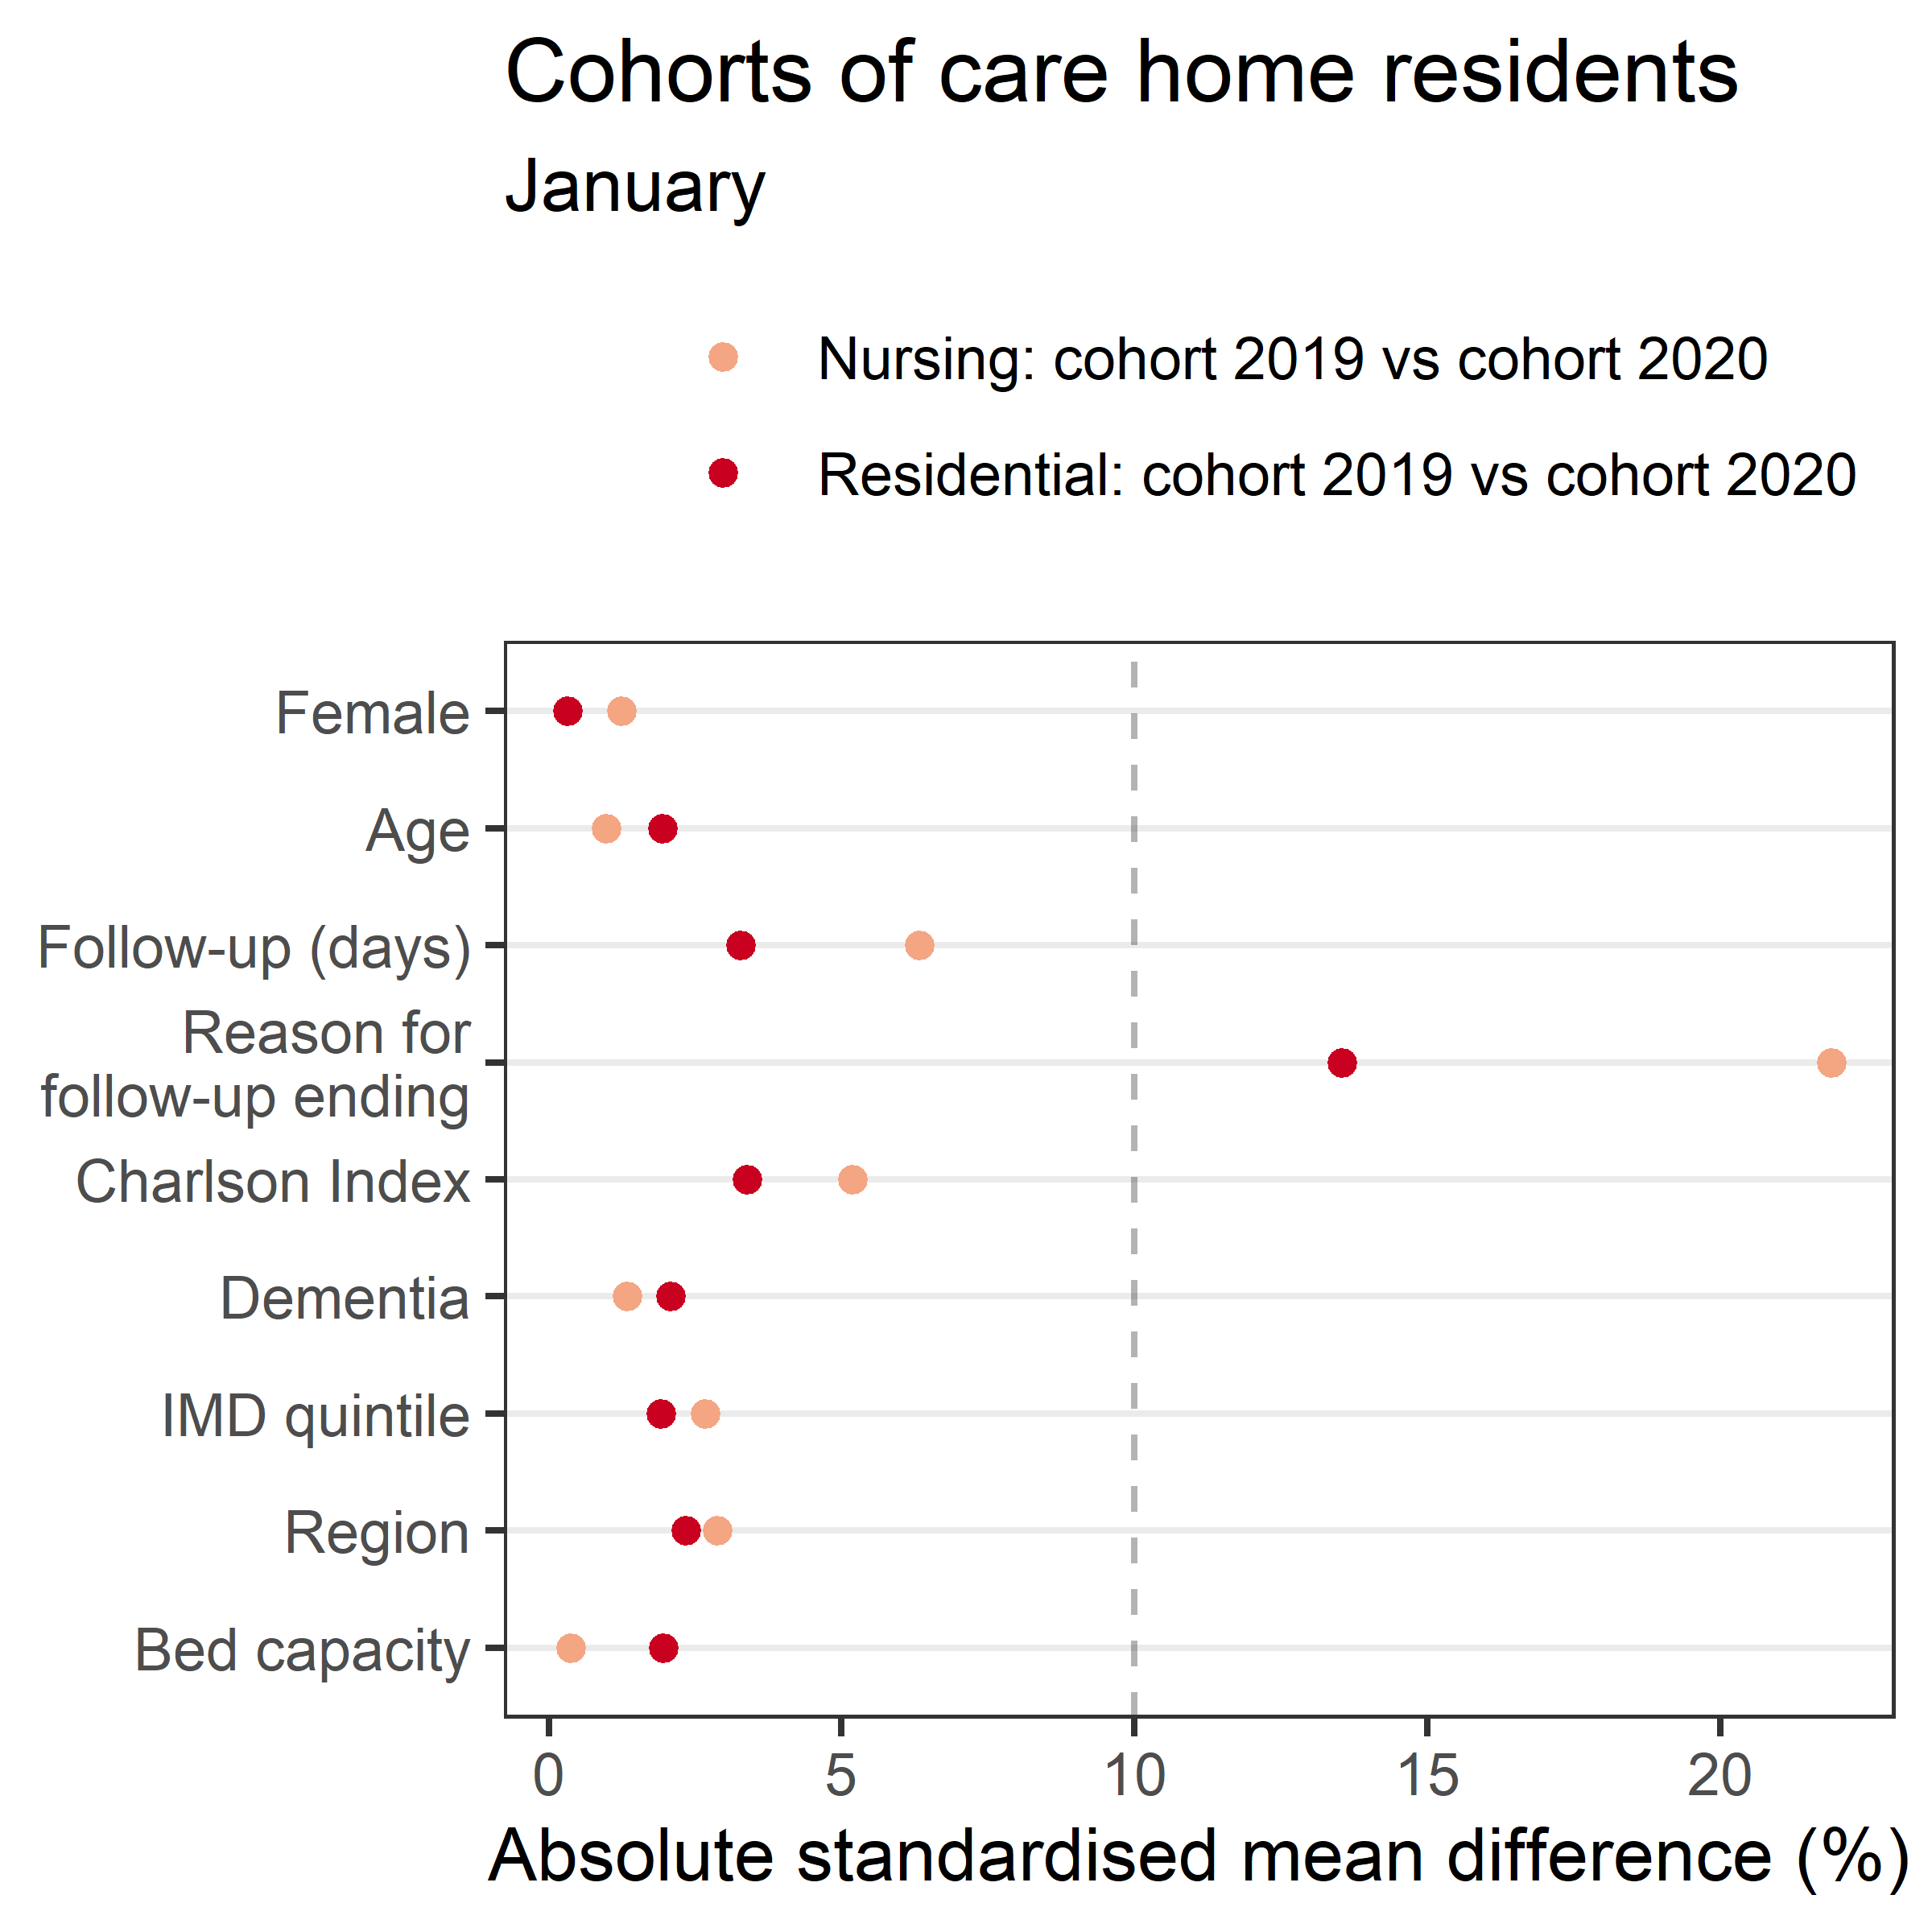 Cohorts of care home residents
January
Nursing: cohort 2019 vs cohort 2020
Residential: cohort 2019 vs cohort 2020
Female
Age
Follow-up (days)
Reason for
follow-up ending
Charlson Index
Dementia
IMD quintile
Region
Bed capacity
0 5 10 15 20
Absolute standardised mean difference (%)